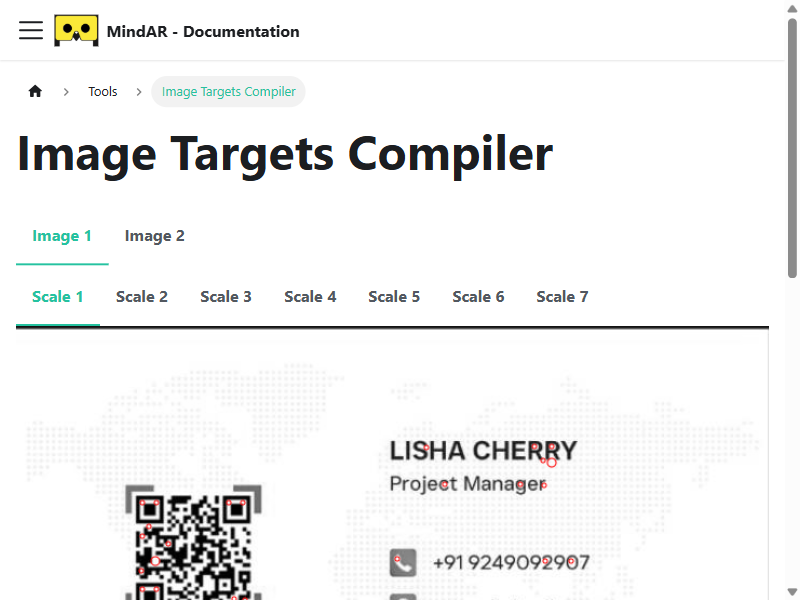 MindAR - Documentation
Tools
Image Targets Compiler
Image Targets Compiler
Image 1 Image 2
Scale 1 Scale 2 Scale 3 Scale 4 Scale 5 Scale 6 Scale 7
LISHA CHERRY
Project Manager
+91 9249092907